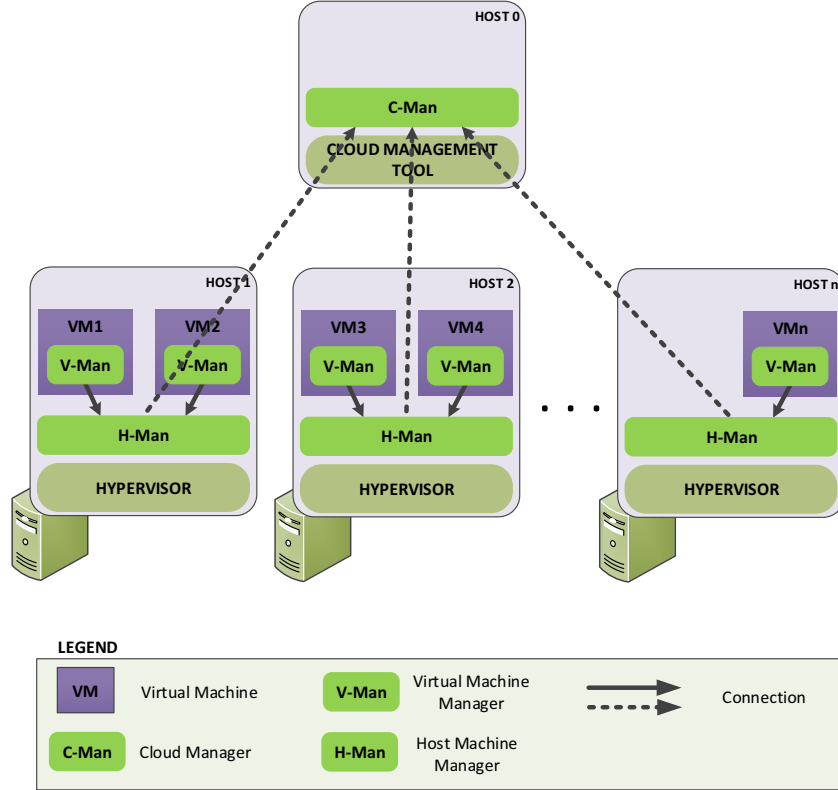 HOST 0
C-Man
CLOUD MANAGEMENT
TOOL
HOST 1
HOST 2
HOST n
VM1
VM2
VM3
VM4
VMn
V-Man
V-Man
V-Man
V-Man
V-Man
H-Man
H-Man
H-Man
. . .
HYPERVISOR
HYPERVISOR
HYPERVISOR
LEGEND
VM
Virtual Machine
V-Man
Virtual Machine
Manager
Connection
C-Man
Cloud Manager
H-Man
Host Machine
Manager